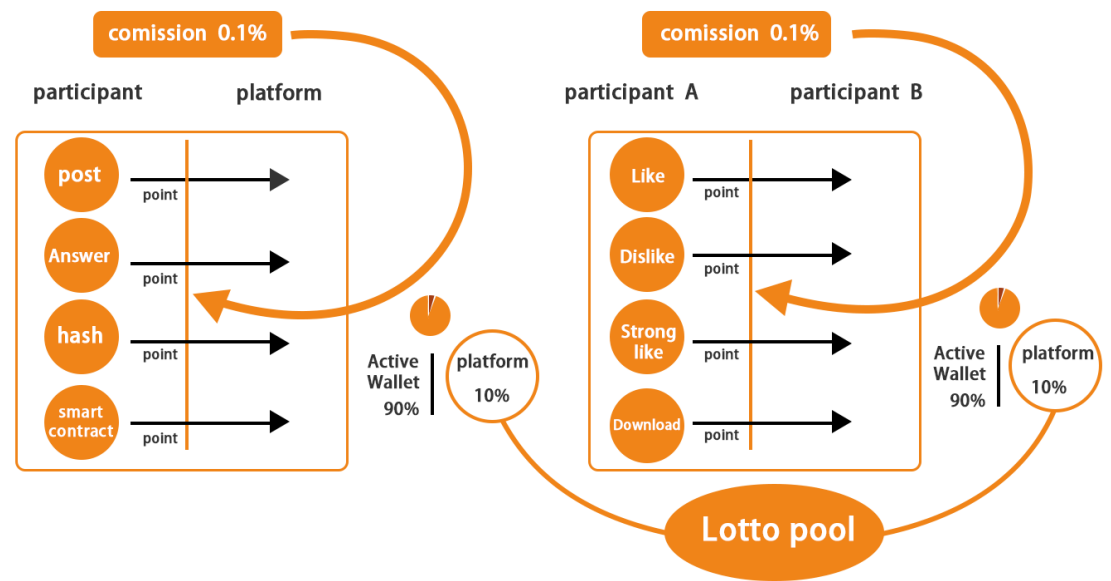 comission 0.1%
participant platform
post
point
Answer
point
hash
point
smart
contract
point
Active
Wallet
90%
platform
10%
comission 0.1%
participant A participant B
Like
point
Dislike
point
Strong
like
point
Download
point
Active
Wallet
90%
platform
10%
Lotto pool